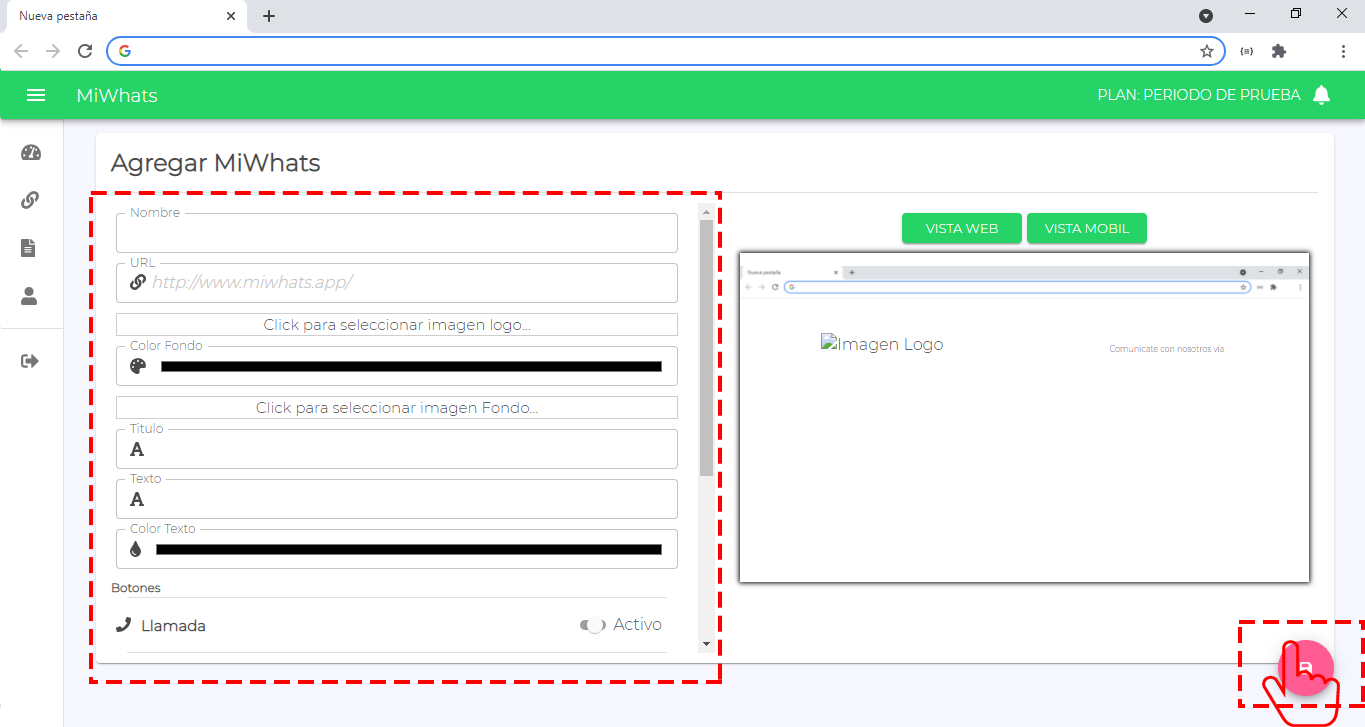 Nueva pestaña
MiWhats
PLAN: PERIODO DE PRUEBA
Agregar MiWhats
Nombre
URL
http://www.miwhats.app/
Click para seleccionar imagen logo...
Color Fondo
Click para seleccionar imagen Fondo...
Titulo
A
Texto
A
Color Texto
Botones
Llamada
Activo
VISTA WEB
VISTA MOBIL
Nueva pestaña
Imagen Logo
Comunicate con nosotros via